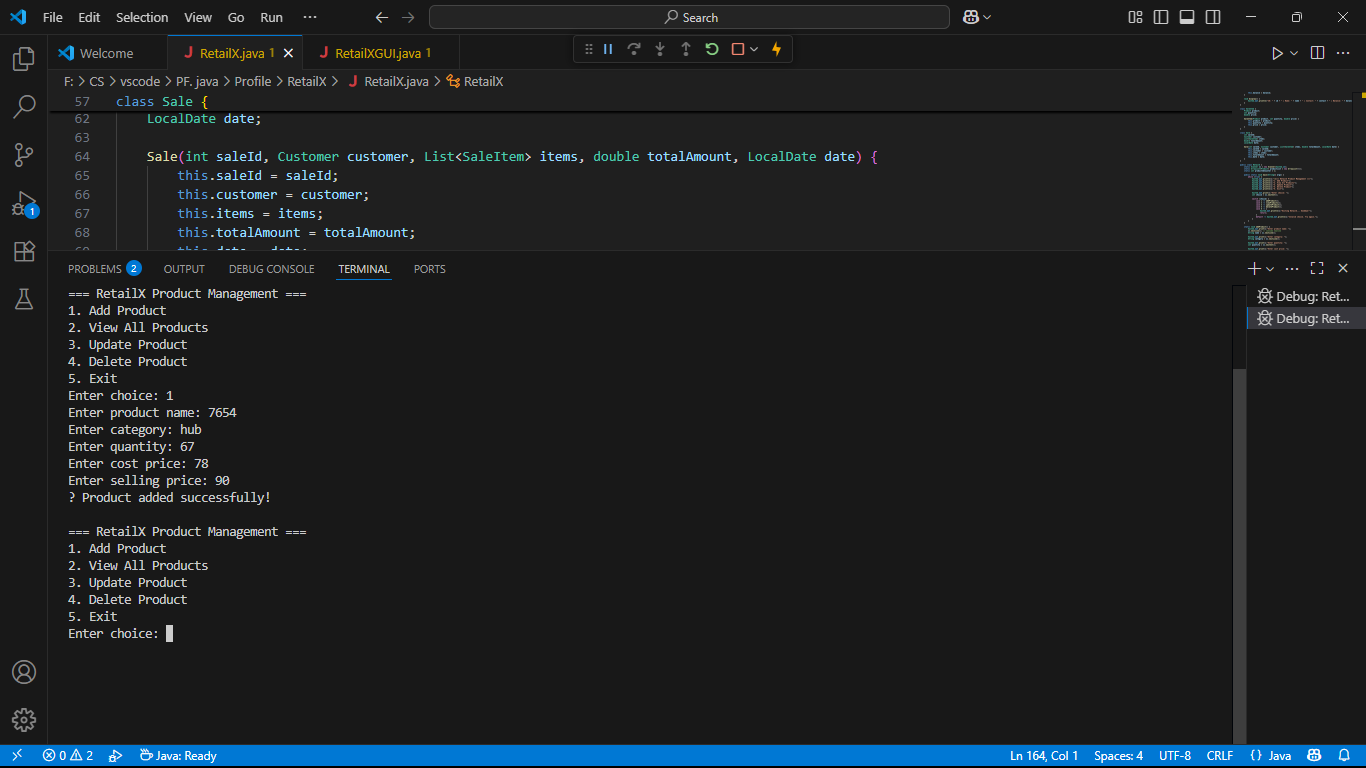 File Edit Selection View Go Run ··· Search
Welcome RetailX.java 1 RetailXGUI.java 1
F: > CS > vscode > PF. java > Profile > RetailX > RetailX.java > RetailX
57 class Sale {
62 LocalDate date;
63
64 Sale(int saleId, Customer customer, List<SaleItem> items, double totalAmount, LocalDate date) {
65 this.saleId = saleId;
66 this.customer = customer;
67 this.items = items;
68 this.totalAmount = totalAmount;
PROBLEMS 2 OUTPUT DEBUG CONSOLE TERMINAL PORTS
=== RetailX Product Management ===
1. Add Product
2. View All Products
3. Update Product
4. Delete Product
5. Exit
Enter choice: 1
Enter product name: 7654
Enter category: hub
Enter quantity: 67
Enter cost price: 78
Enter selling price: 90
? Product added successfully!
=== RetailX Product Management ===
1. Add Product
2. View All Products
3. Update Product
4. Delete Product
5. Exit
Enter choice:
Debug: Ret...
Debug: Ret...
1
0 2 Java: Ready Ln 164, Col 1 Spaces: 4 UTF-8 CRLF {} Java